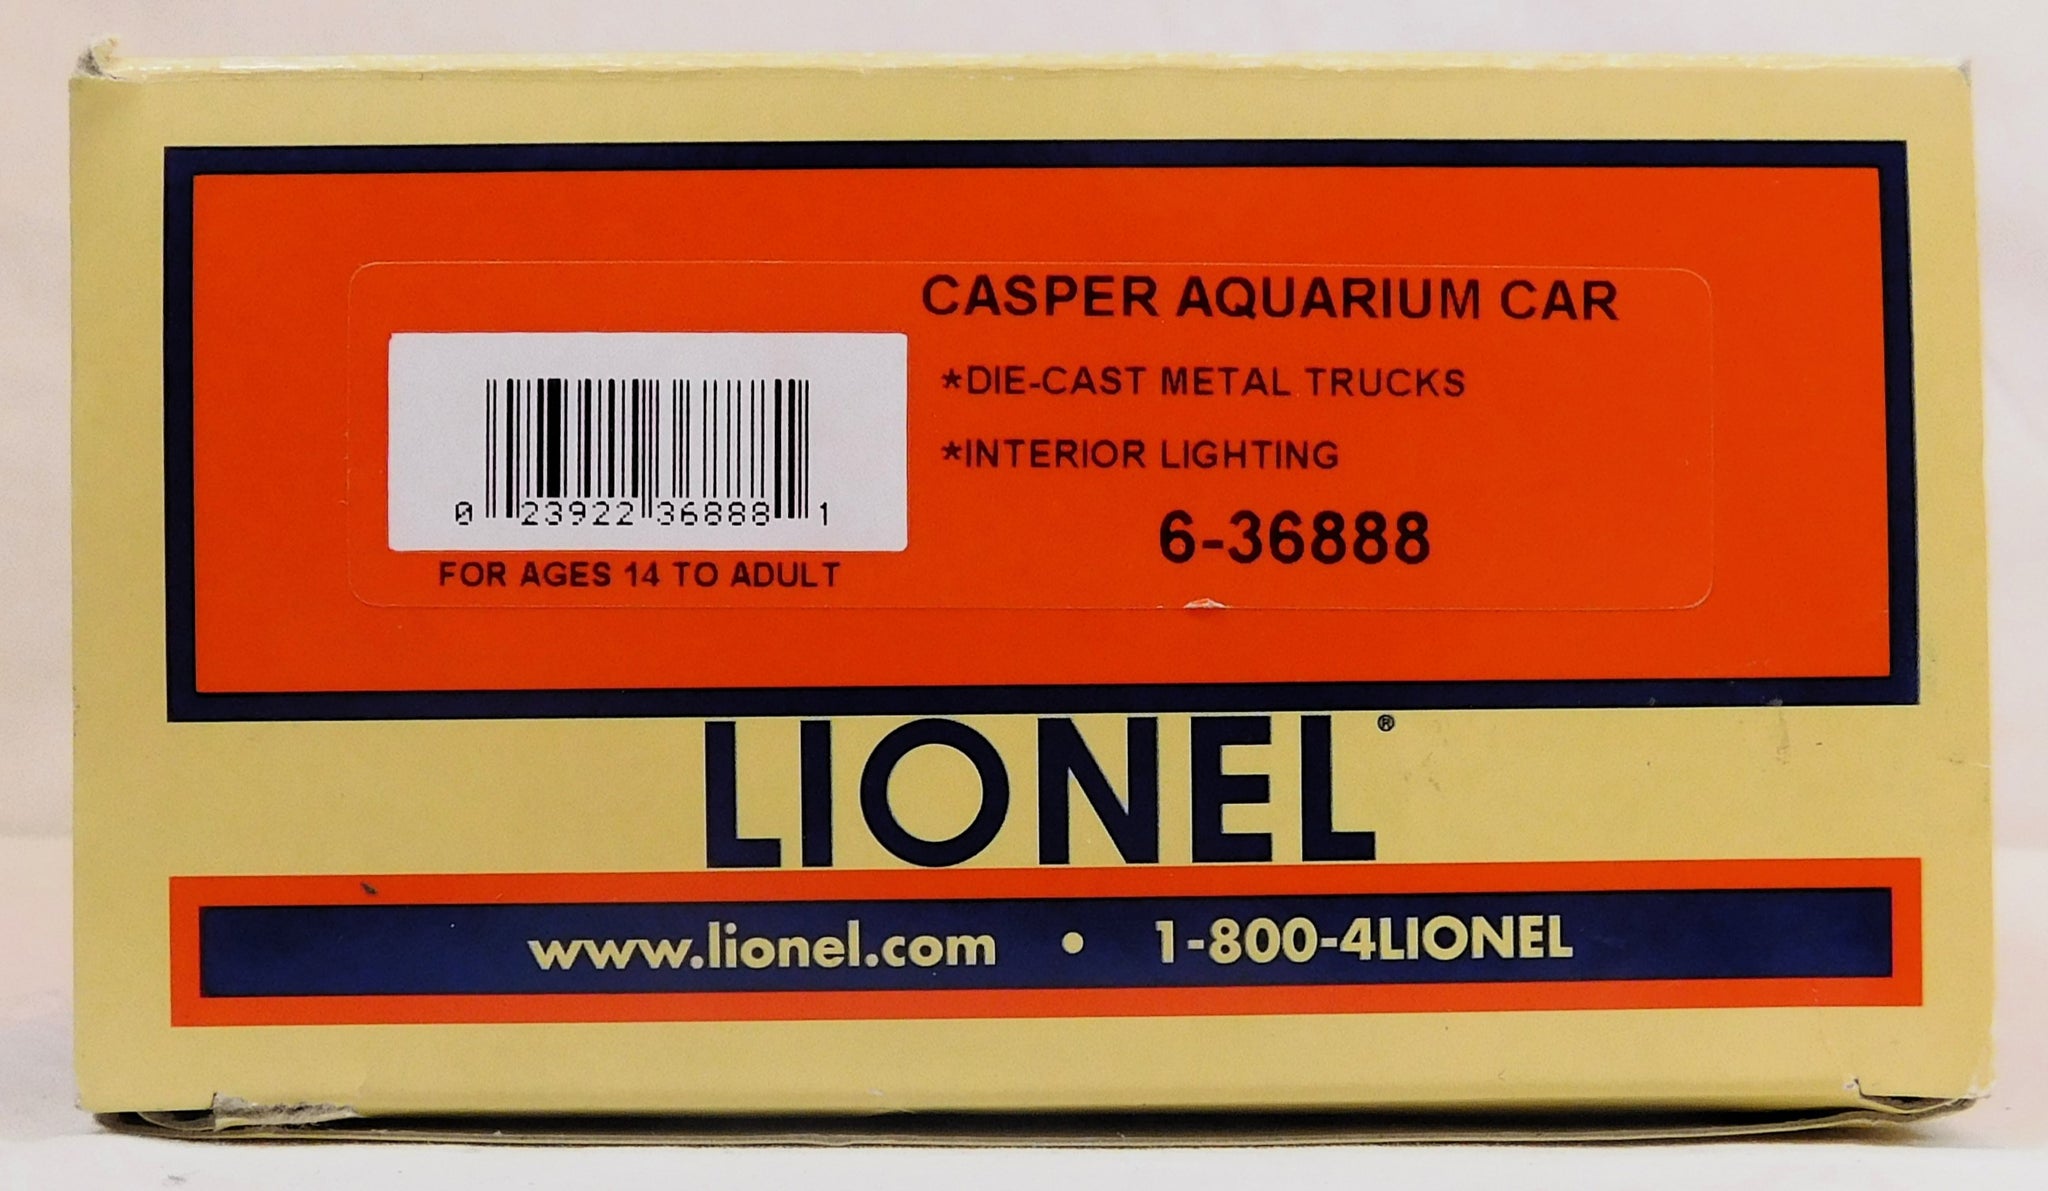 CASPER AQUARIUM CAR
*DIE-CAST METAL TRUCKS
*INTERIOR LIGHTING
6-36888
0 23922 36888 1
FOR AGES 14 TO ADULT
LIONEL®
www.lionel.com • 1-800-4LIONEL